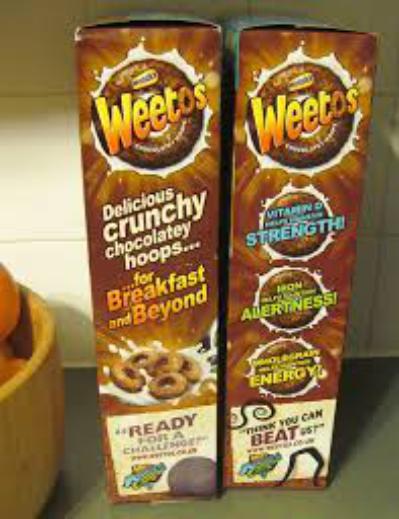 Weetos
Delicious
crunchy
chocolatey
hoops...
...for
Breakfast
and Beyond
"READY
FOR A
CHALLENGE?"
Weetos
VITAMIN D
STRENGTH!
IRON
ALERTNESS!
WHOLEGRAIN
ENERGY!
"THINK YOU CAN
BEAT US?"